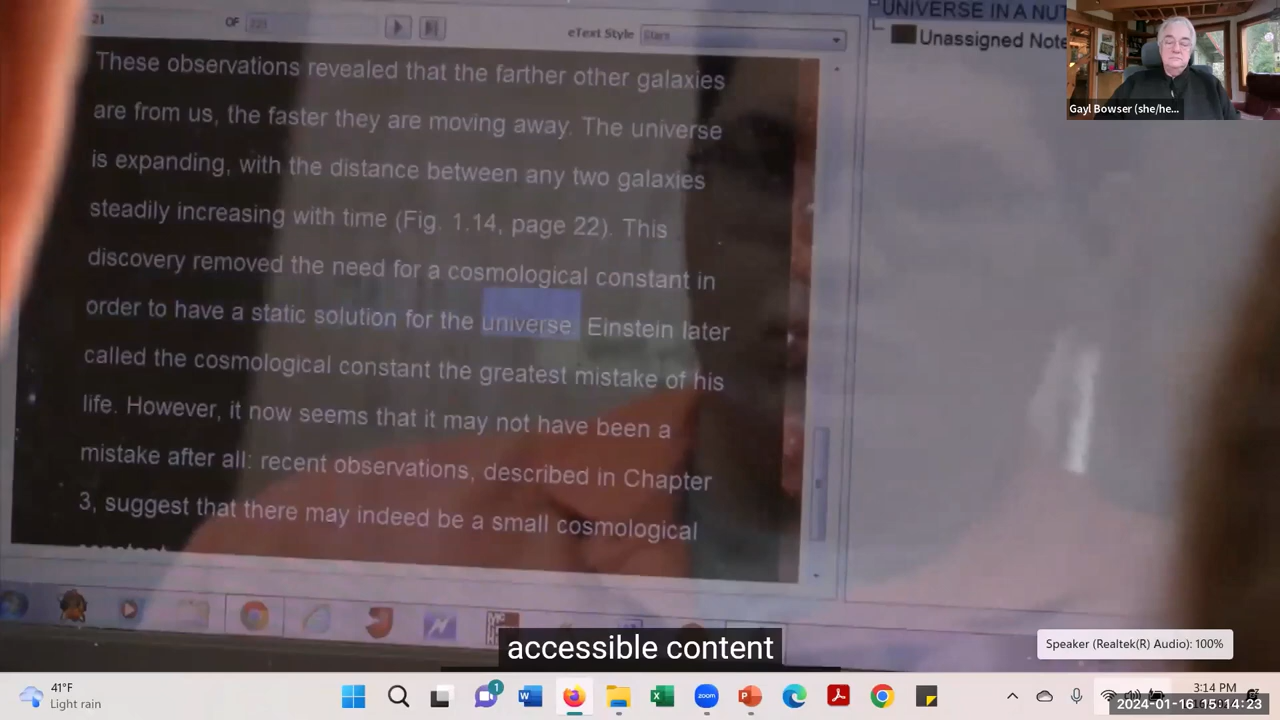 21 OF 221
eText Style Stars
UNIVERSE IN A NUT
Unassigned Note
These observations revealed that the farther other galaxies
are from us, the faster they are moving away. The universe
is expanding, with the distance between any two galaxies
steadily increasing with time (Fig. 1.14, page 22). This
discovery removed the need for a cosmological constant in
order to have a static solution for the universe. Einstein later
called the cosmological constant the greatest mistake of his
life. However, it now seems that it may not have been a
mistake after all: recent observations, described in Chapter
3, suggest that there may indeed be a small cosmological
Gayl Bowser (she/he...
accessible content
Speaker (Realtek(R) Audio): 100%
41°F
Light rain
1
3:14 PM
2024-01-16 15:14:23